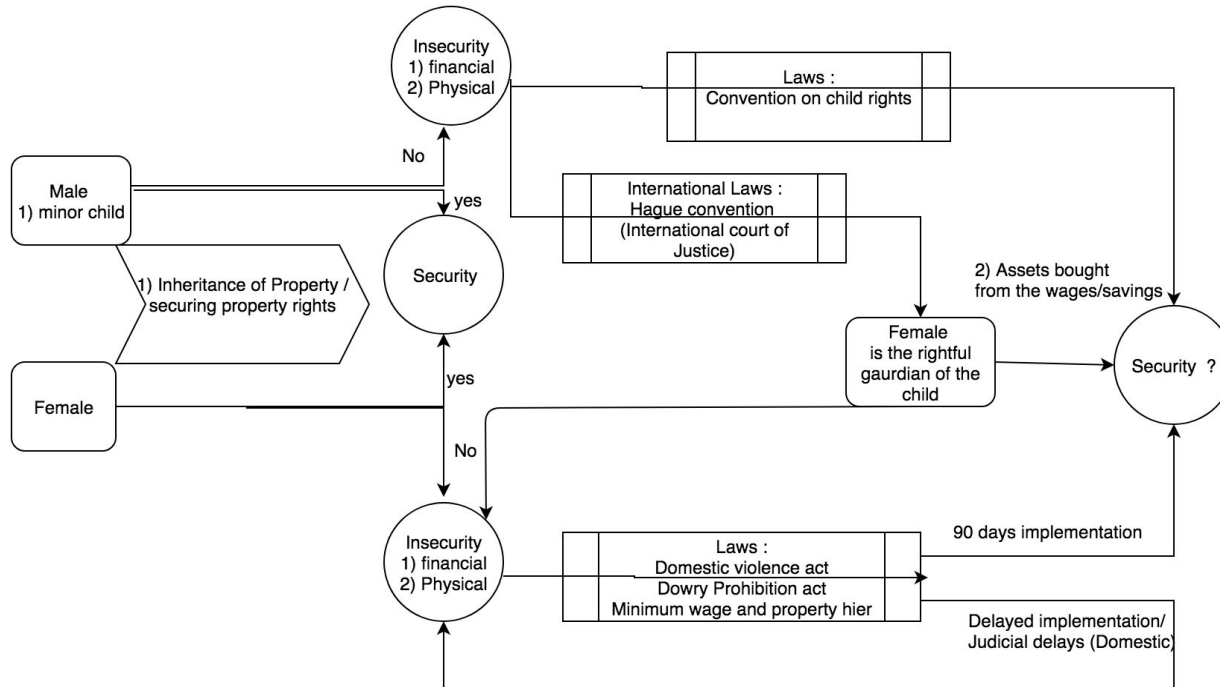 Insecurity
1) financial
2) Physical
Laws :
Convention on child rights
No
Male
1) minor child
yes
International Laws :
Hague convention
(International court of
Justice)
Security
1) Inheritance of Property /
securing property rights
2) Assets bought
from the wages/savings
Female
is the rightful
gaurdian of the
child
Security ?
yes
Female
No
Insecurity
1) financial
2) Physical
Laws :
Domestic violence act
Dowry Prohibition act
Minimum wage and property hier
90 days implementation
Delayed implementation/
Judicial delays (Domestic)